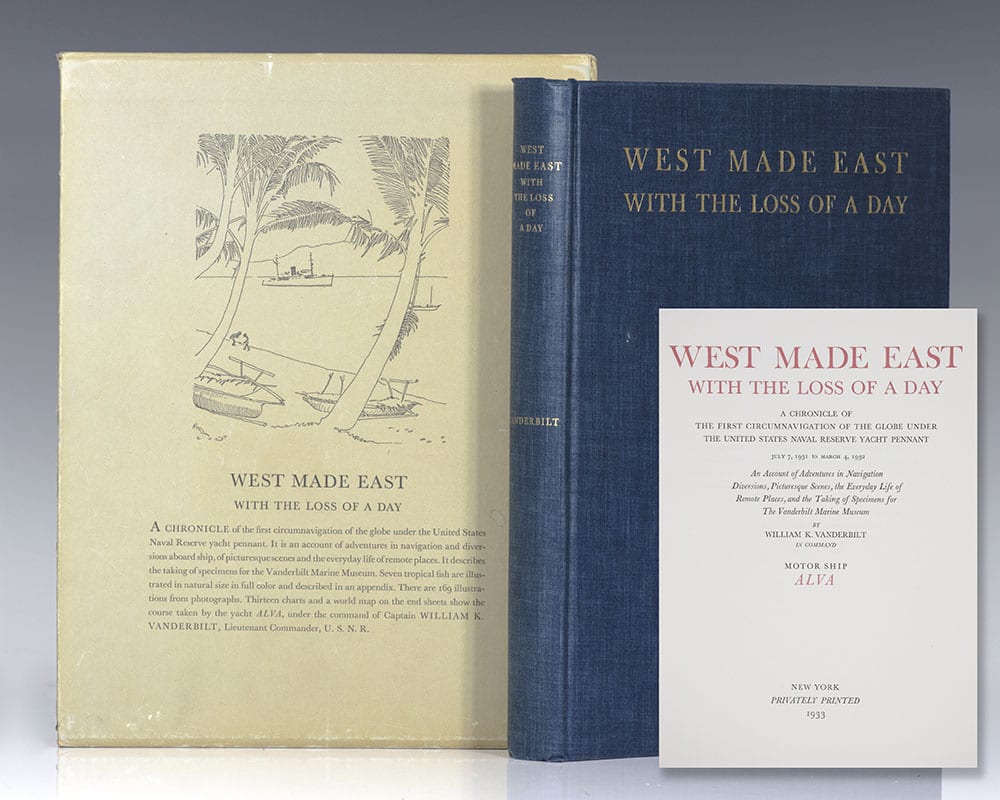 WEST MADE EAST
WITH THE LOSS OF A DAY
A CHRONICLE of the first circumnavigation of the globe under the United States
Naval Reserve yacht pennant. It is an account of adventures in navigation and diver-
sions aboard ship, of picturesque scenes and the everyday life of remote places. It describes
the taking of specimens for the Vanderbilt Marine Museum. Seven tropical fish are illus-
trated in natural size in full color and described in an appendix. There are 169 illustra-
tions from photographs. Thirteen charts and a world map on the end sheets show the
course taken by the yacht ALVA, under the command of Captain WILLIAM K.
VANDERBILT, Lieutenant Commander, U. S. N. R.
WEST
MADE EAST
WITH
THE LOSS
OF
A DAY
VANDERBILT
WEST MADE EAST
WITH THE LOSS OF A DAY
WEST MADE EAST
WITH THE LOSS OF A DAY
A CHRONICLE OF
THE FIRST CIRCUMNAVIGATION OF THE GLOBE UNDER
THE UNITED STATES NAVAL RESERVE YACHT PENNANT
JULY 7, 1931 to MARCH 4, 1932
An Account of Adventures in Navigation
Diversions, Picturesque Scenes, the Everyday Life of
Remote Places, and the Taking of Specimens for
The Vanderbilt Marine Museum
BY
WILLIAM K. VANDERBILT
IN COMMAND
MOTOR SHIP
ALVA
NEW YORK
PRIVATELY PRINTED
1933